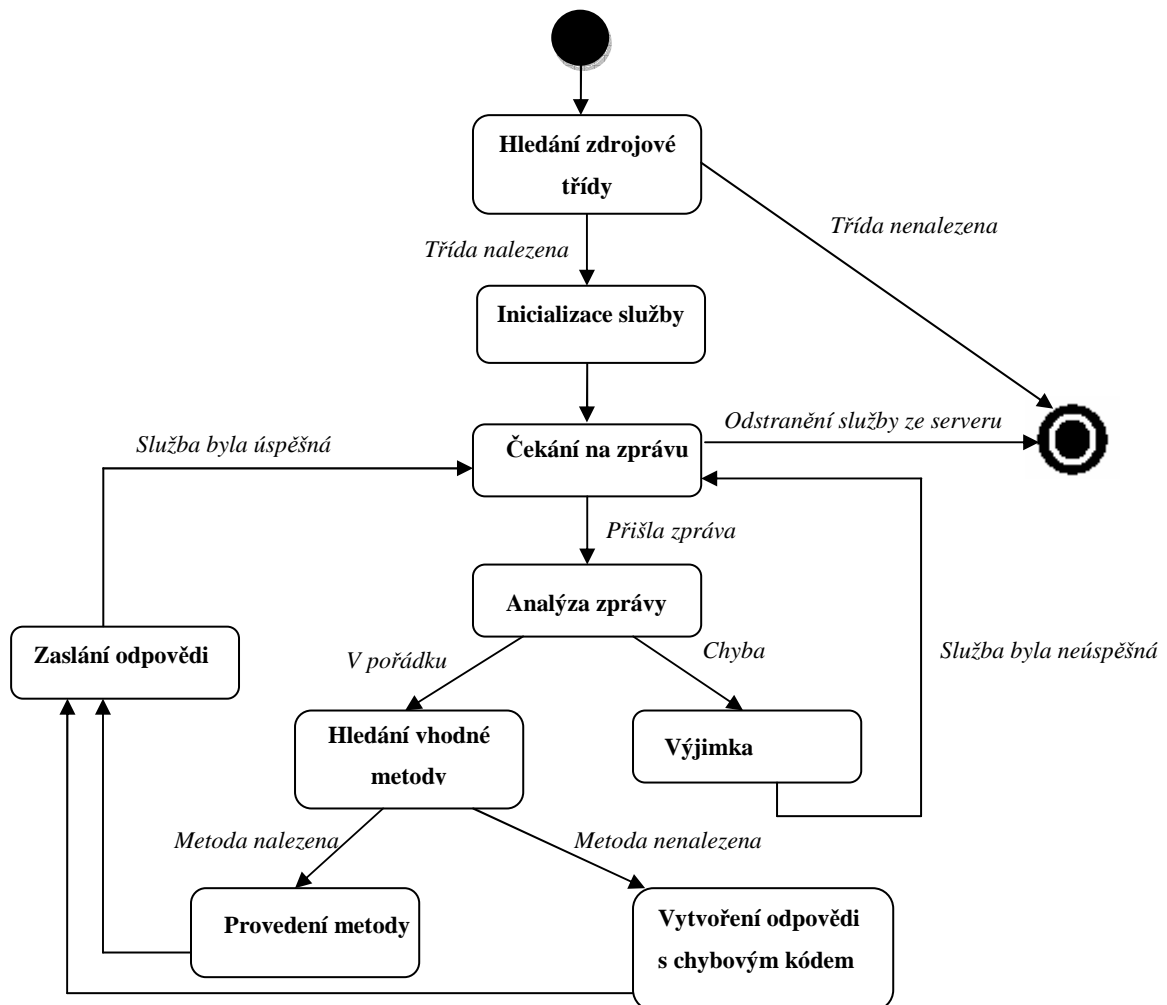 Hledání zdrojové
třídy
Třída nenalezena
Třída nalezena
Inicializace služby
Odstranění služby ze serveru
Služba byla úspěšná
Čekání na zprávu
Přišla zpráva
Analýza zprávy
Zaslání odpovědi
V pořádku
Chyba
Služba byla neúspěšná
Hledání vhodné
metody
Výjimka
Metoda nalezena
Metoda nenalezena
Provedení metody
Vytvoření odpovědi
s chybovým kódem